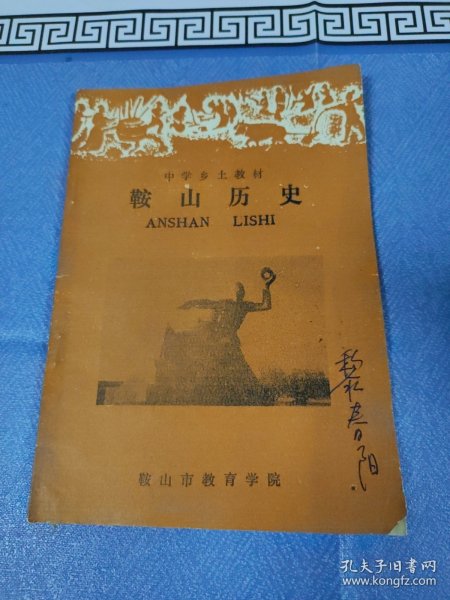 中学乡土教材
鞍山历史
ANSHAN LISHI
鞍山市教育学院
孔夫子旧书网
www.kongfz.com